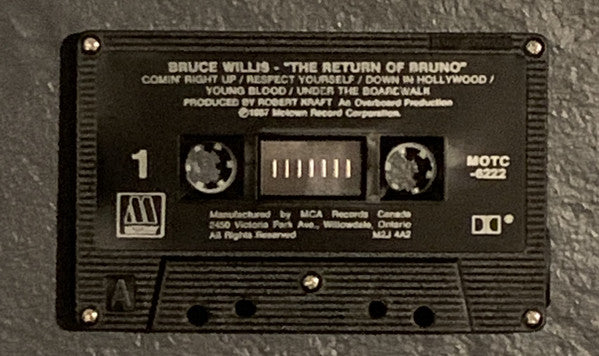 BRUCE WILLIS - "THE RETURN OF BRUNO"
COMIN' RIGHT UP / RESPECT YOURSELF / DOWN IN HOLLYWOOD /
YOUNG BLOOD / UNDER THE BOARDWALK
PRODUCED BY ROBERT KRAFT An Overboard Production
℗1987 Motown Record Corporation.
1
MOTC
-6222
M
Manufactured by MCA Records Canada
2450 Victoria Park Ave., Willowdale, Ontario
All Rights Reserved M2J 4A2
A